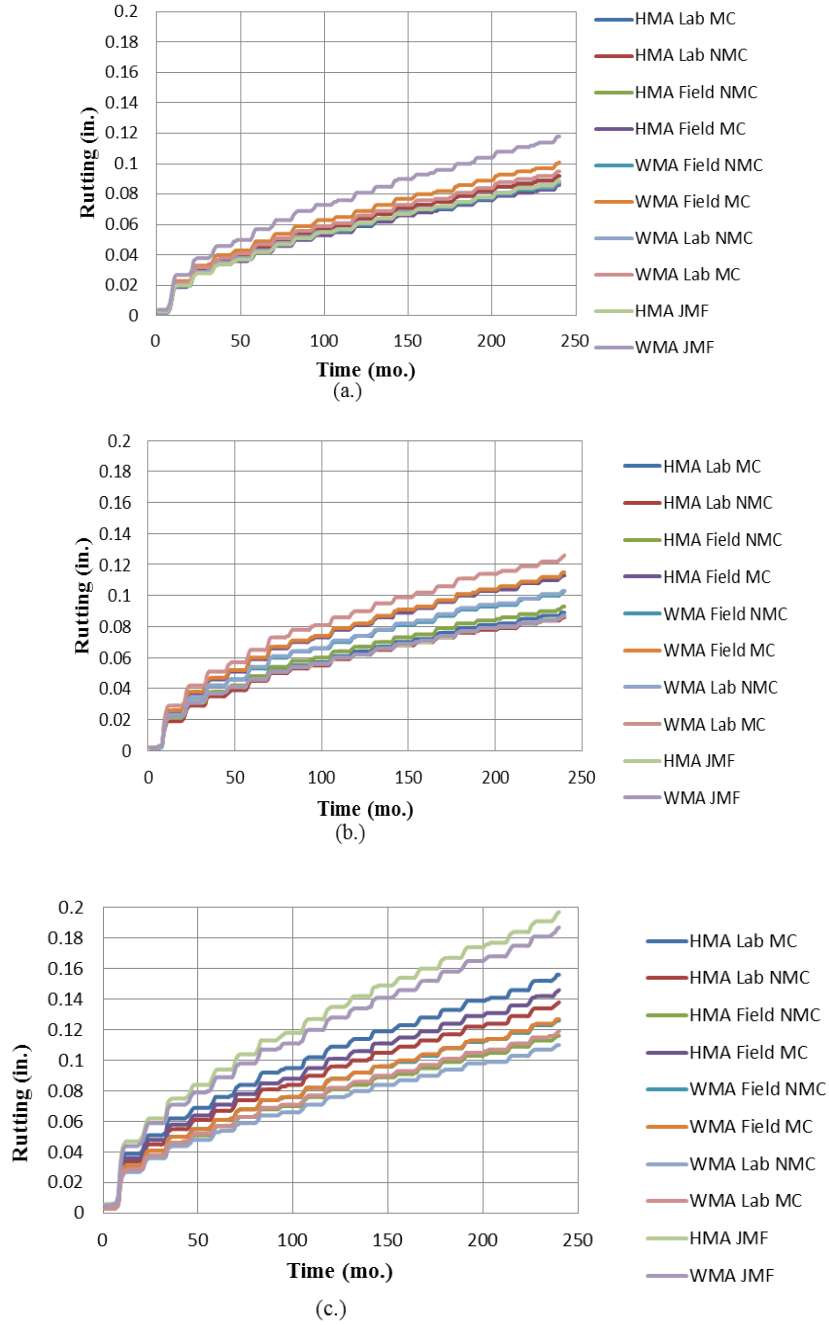 0.2
0.18
0.16
0.14
0.12
0.1
0.08
0.06
0.04
0.02
0
Rutting (in.)
0 50 100 150 200 250
Time (mo.)
HMA Lab MC
HMA Lab NMC
HMA Field NMC
HMA Field MC
WMA Field NMC
WMA Field MC
WMA Lab NMC
WMA Lab MC
HMA JMF
WMA JMF
(a.)
0.2
0.18
0.16
0.14
0.12
0.1
0.08
0.06
0.04
0.02
0
Rutting (in.)
0 50 100 150 200 250
Time (mo.)
HMA Lab MC
HMA Lab NMC
HMA Field NMC
HMA Field MC
WMA Field NMC
WMA Field MC
WMA Lab NMC
WMA Lab MC
HMA JMF
WMA JMF
(b.)
0.2
0.18
0.16
0.14
0.12
0.1
0.08
0.06
0.04
0.02
0
Rutting (in.)
0 50 100 150 200 250
Time (mo.)
HMA Lab MC
HMA Lab NMC
HMA Field NMC
HMA Field MC
WMA Field NMC
WMA Field MC
WMA Lab NMC
WMA Lab MC
HMA JMF
WMA JMF
(c.)